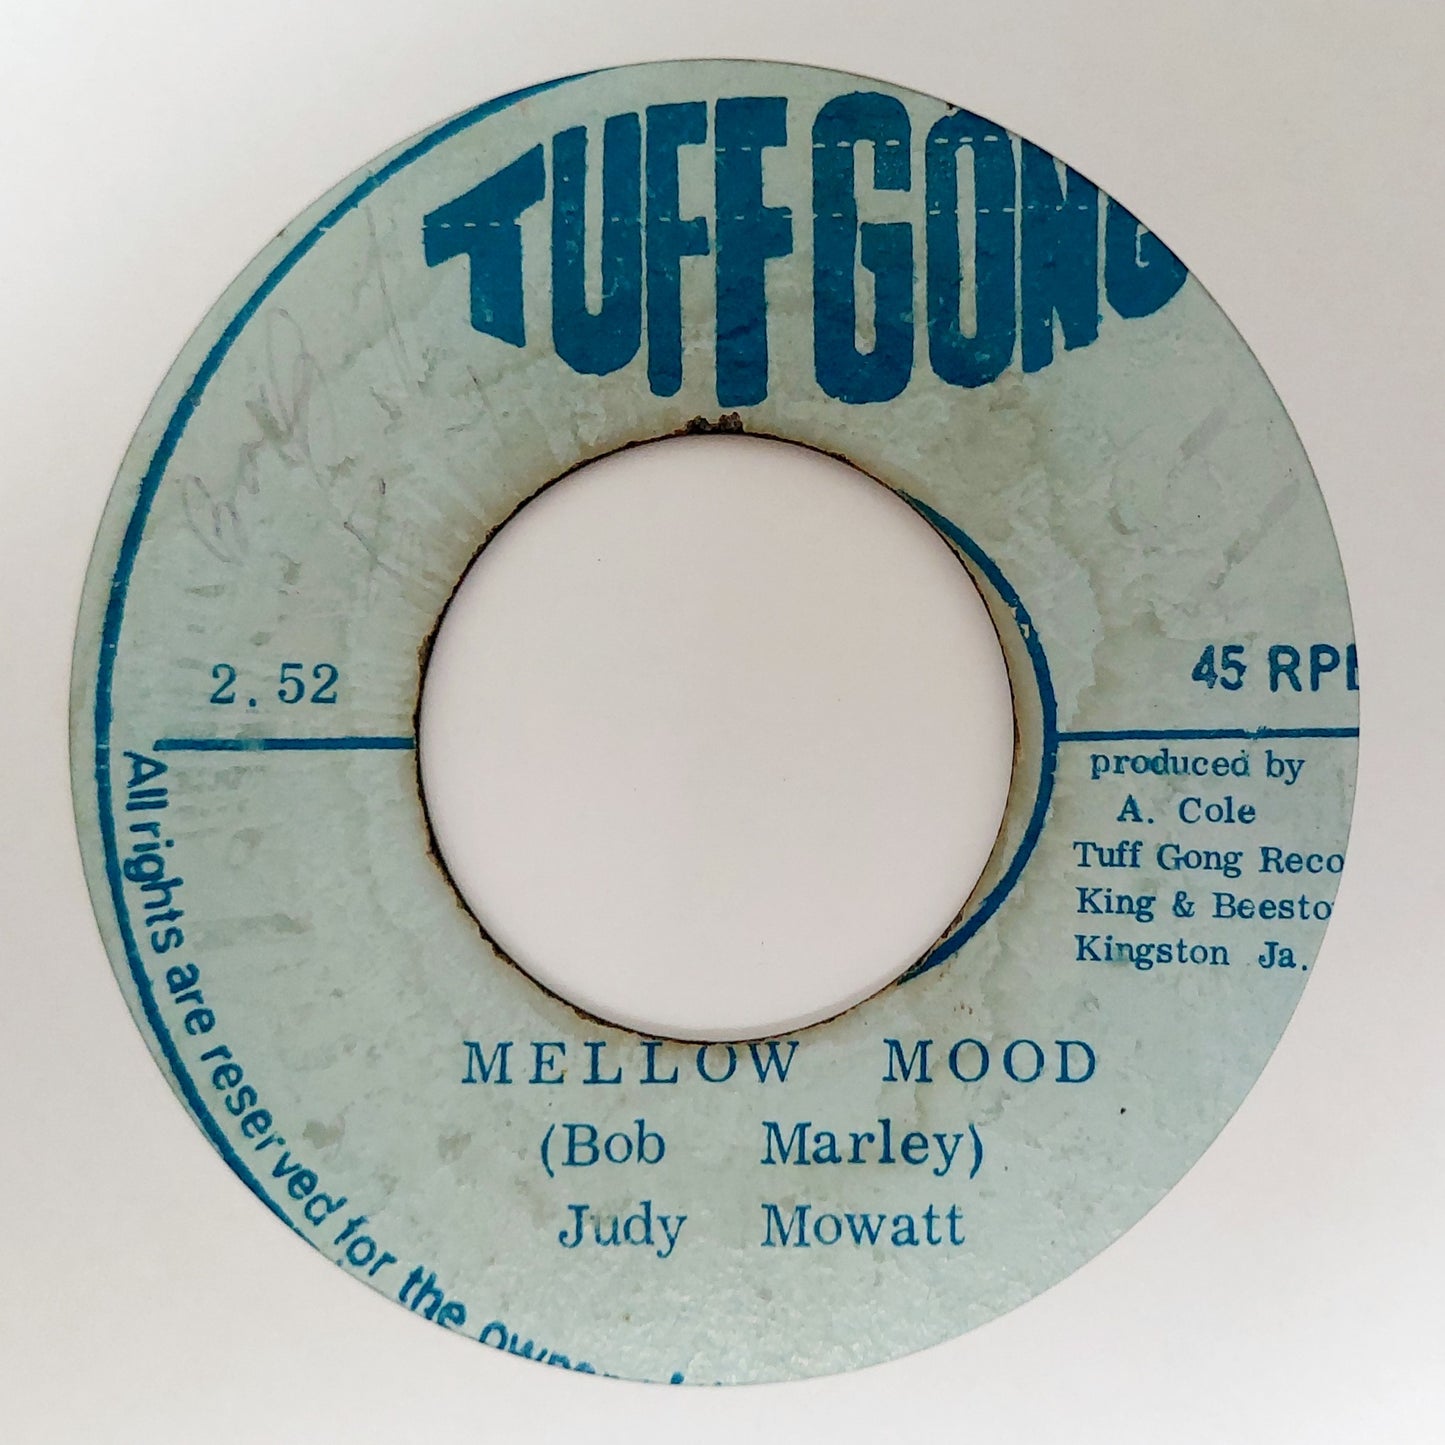 TUFF GONG
2.52
45 RPM
produced by
A. Cole
Tuff Gong Reco
King & Beesto
Kingston Ja.
MELLOW MOOD
(Bob Marley)
Judy Mowatt
All rights are reserved for the owner